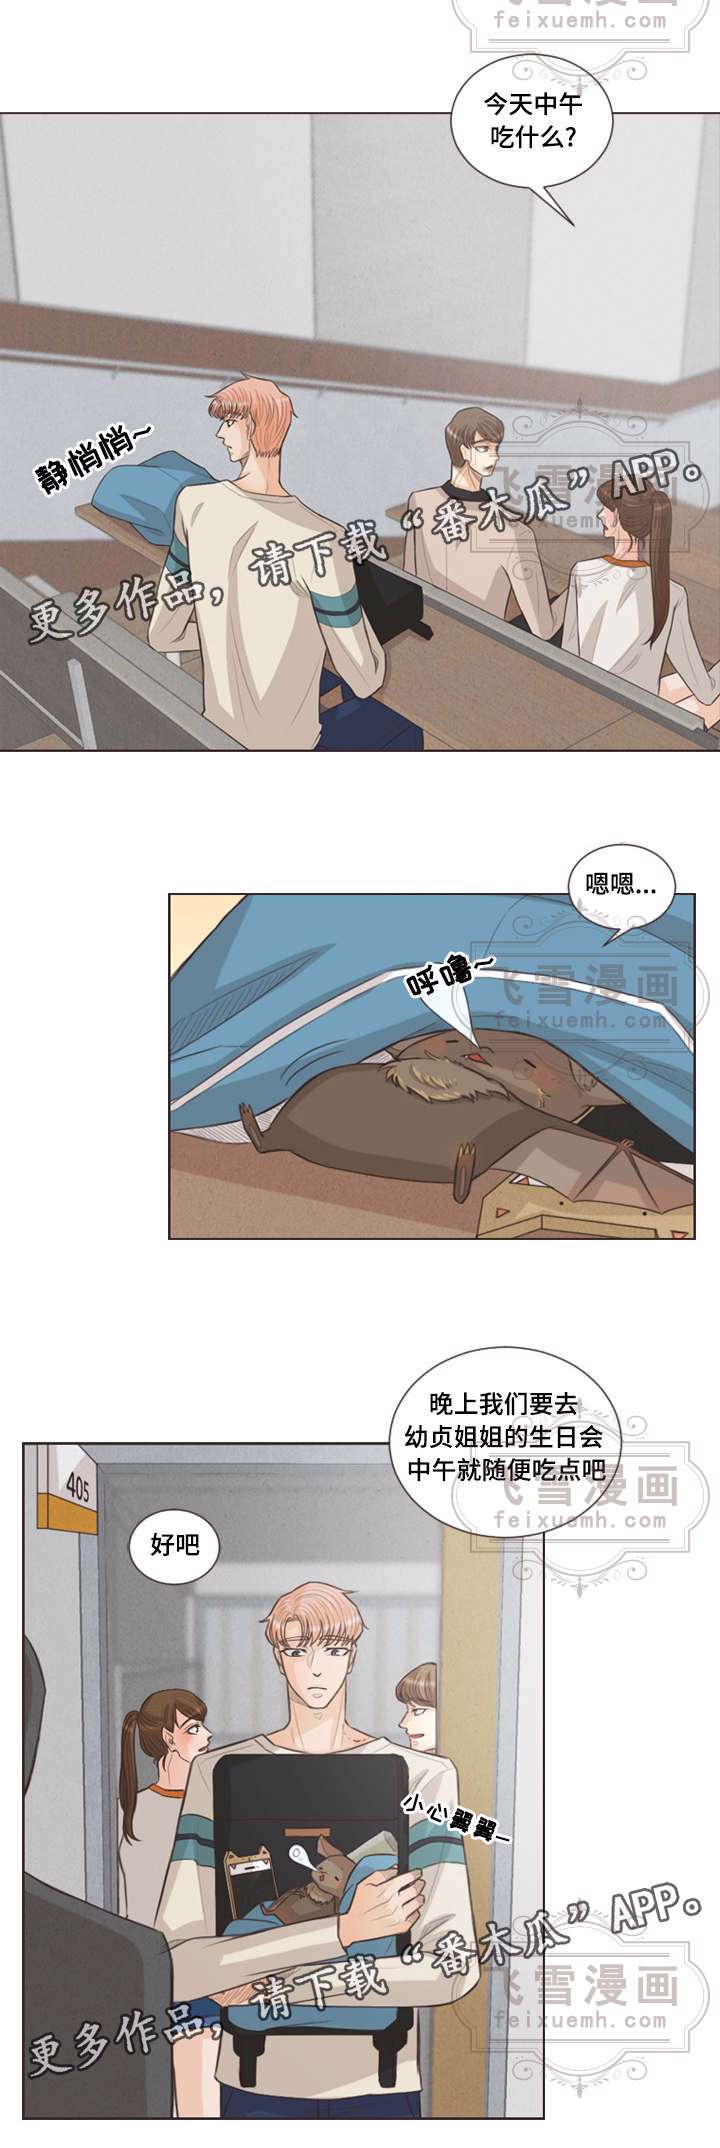 飞雪漫画
feixuemh.com
今天中午
吃什么?
静悄悄~
飞雪漫画
feixuemh.com
更多作品，请下载“番木瓜”APP。
嗯嗯...
呼噜~
飞雪漫画
feixuemh.com
晚上我们要去
幼贞姐姐的生日会
中午就随便吃点吧
飞雪漫画
feixuemh.com
405
好吧
小心翼翼~
飞雪漫画
feixuemh.com
更多作品，请下载“番木瓜”APP。